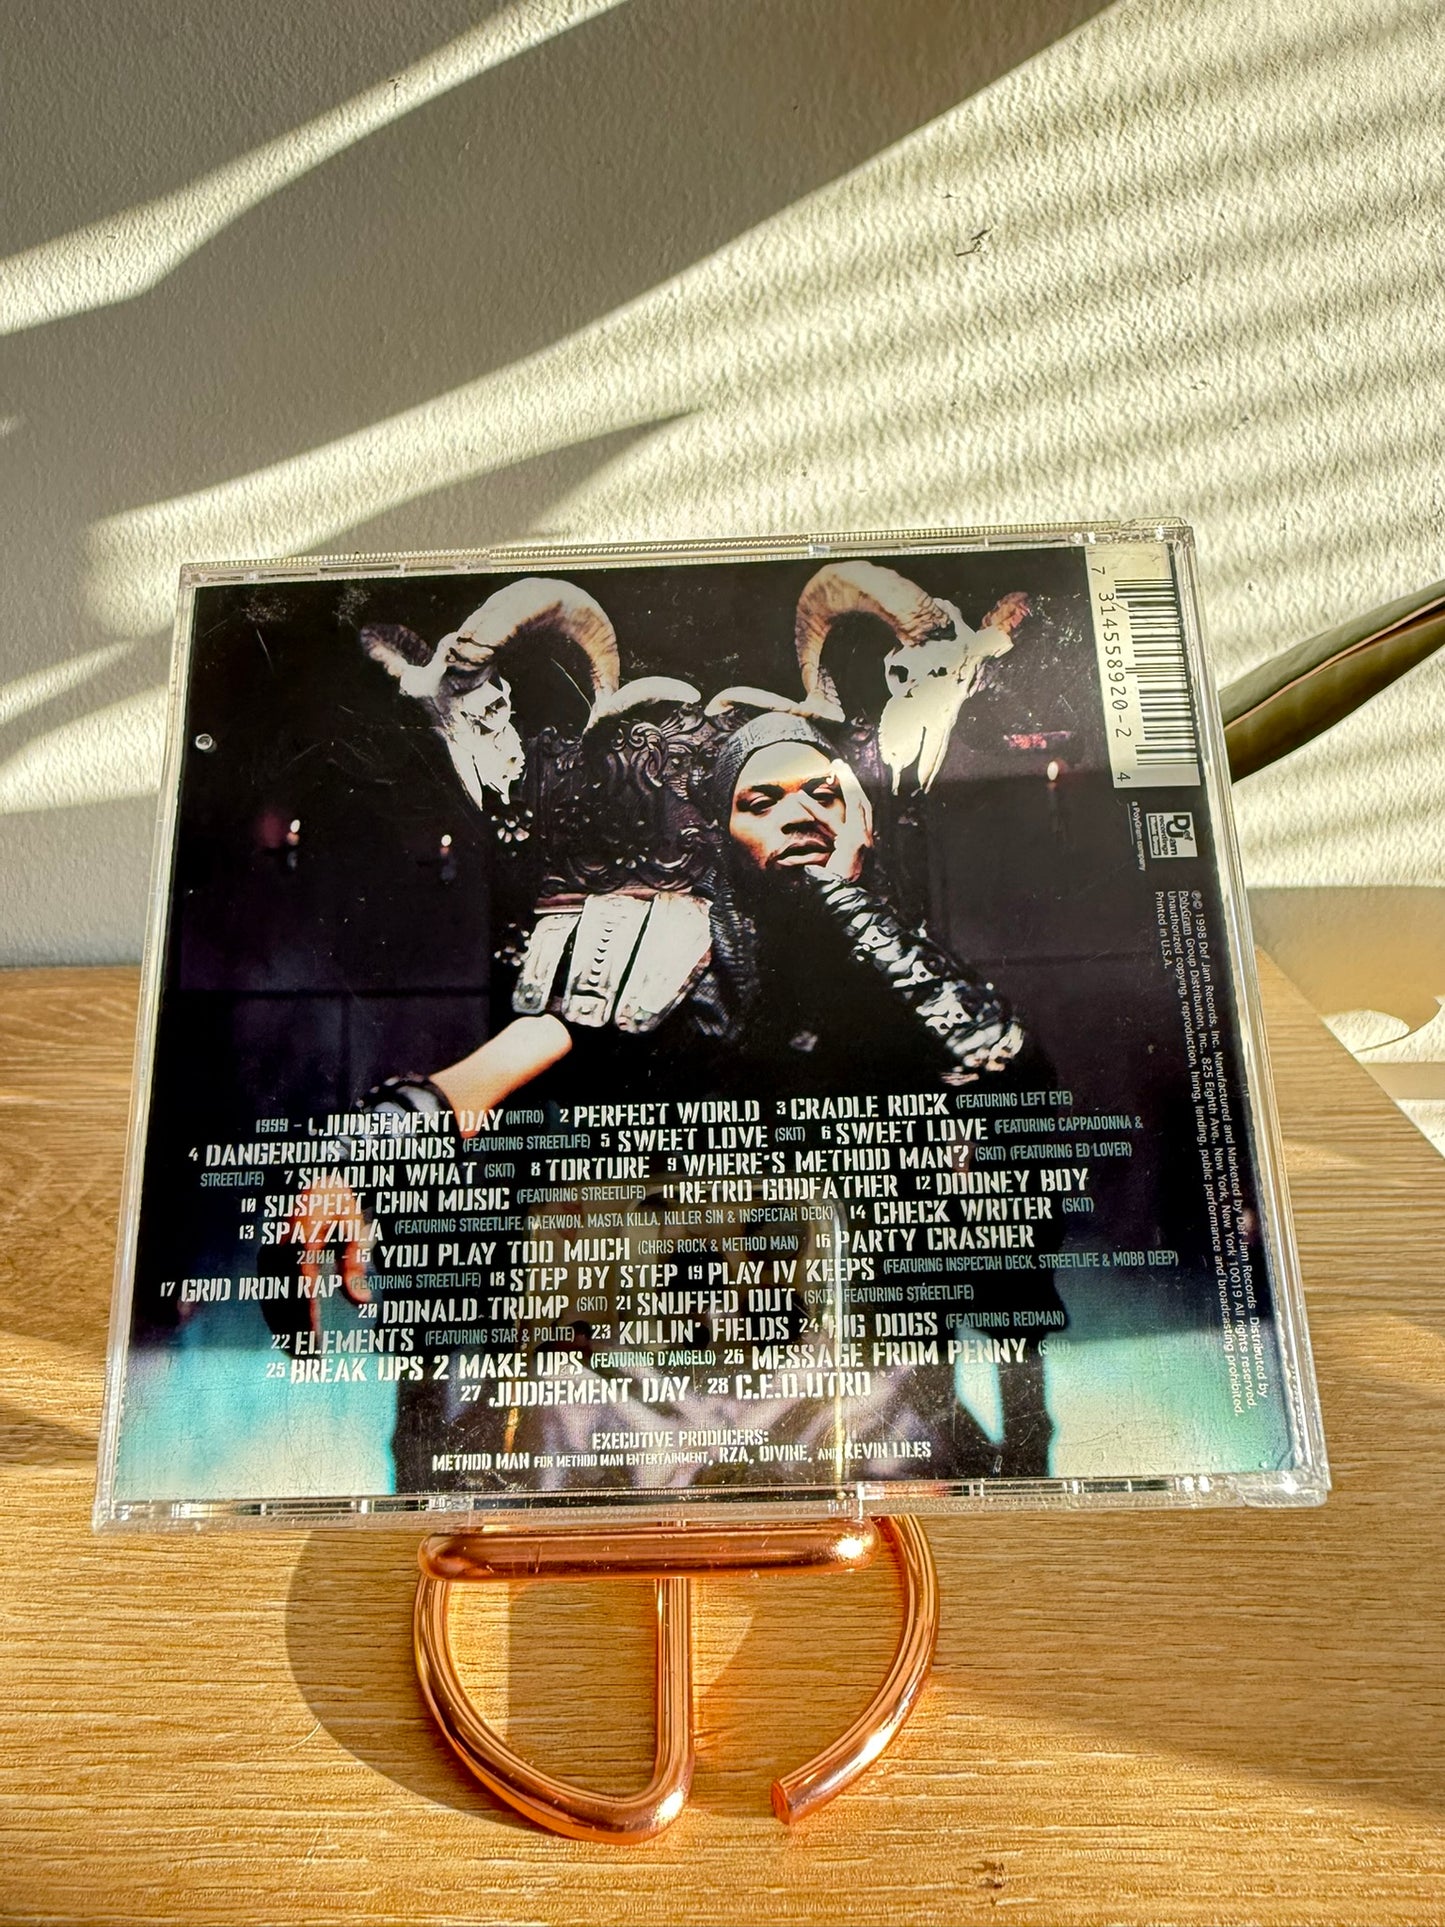 7 31455 8920-2 4
a PolyGram company
Def Jam
recordings
Music Group
℗© 1998 Def Jam Records, Inc. Manufactured and Marketed by Def Jam Records Distributed by
PolyGram Group Distribution, Inc., 825 Eighth Ave., New York, New York 10019 All rights reserved.
Unauthorized copying, reproduction, hiring, lending, public performance and broadcasting prohibited.
Printed in U.S.A.
1999 - 1. JUDGEMENT DAY (INTRO) 2 PERFECT WORLD 3 CRADLE ROCK (FEATURING LEFT EYE)
4 DANGEROUS GROUNDS (FEATURING STREETLIFE) 5 SWEET LOVE (SKIT) 6 SWEET LOVE (FEATURING CAPPADONNA &
STREETLIFE) 7 SHAOLIN WHAT (SKIT) 8 TORTURE 9 WHERE'S METHOD MAN? (SKIT) (FEATURING ED LOVER)
10 SUSPECT CHIN MUSIC (FEATURING STREETLIFE) 11 RETRO GODFATHER 12 DOONEY BOY
13 SPAZZOLA (FEATURING STREETLIFE, RAEKWON, MASTA KILLA, KILLER SIN & INSPECTAH DECK) 14 CHECK WRITER (SKIT)
2000 - 15 YOU PLAY TOO MUCH (CHRIS ROCK & METHOD MAN) 16 PARTY CRASHER
17 GRID IRON RAP (FEATURING STREETLIFE) 18 STEP BY STEP 19 PLAY IV KEEPS (FEATURING INSPECTAH DECK, STREETLIFE & MOBB DEEP)
20 DONALD TRUMP (SKIT) 21 SNUFFED OUT (SKIT) (FEATURING STREETLIFE)
22 ELEMENTS (FEATURING STAR & POLITE) 23 KILLIN' FIELDS 24 BIG DOGS (FEATURING REDMAN)
25 BREAK UPS 2 MAKE UPS (FEATURING D'ANGELO) 26 MESSAGE FROM PENNY (SKIT)
27 JUDGEMENT DAY 28 C.E.O.UTRO
EXECUTIVE PRODUCERS:
METHOD MAN FOR METHOD MAN ENTERTAINMENT, RZA, DIVINE, AND KEVIN LILES